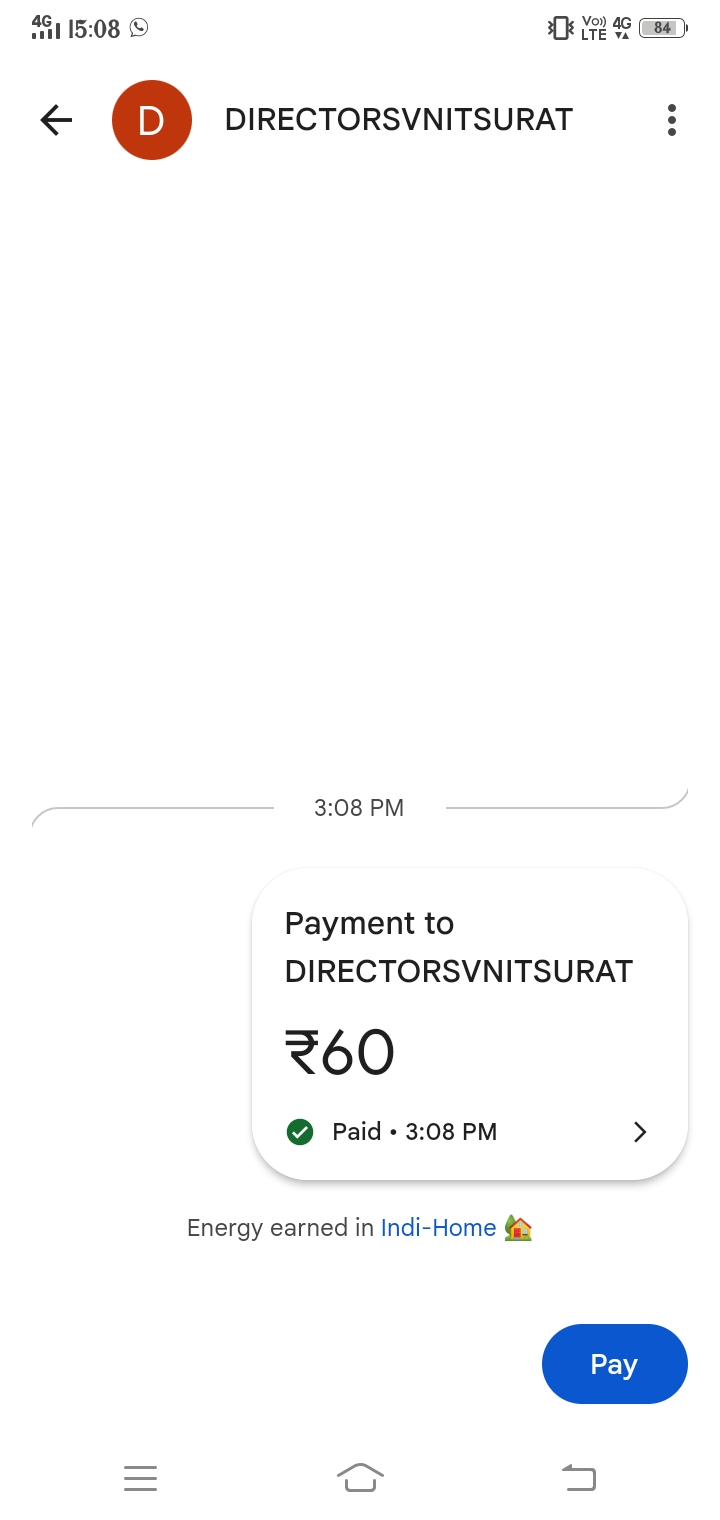 4G 15:08 Vo)) LTE 4G 84
D DIRECTORSVNITSURAT
3:08 PM
Payment to
DIRECTORSVNITSURAT
₹60
Paid • 3:08 PM
Energy earned in Indi-Home
Pay